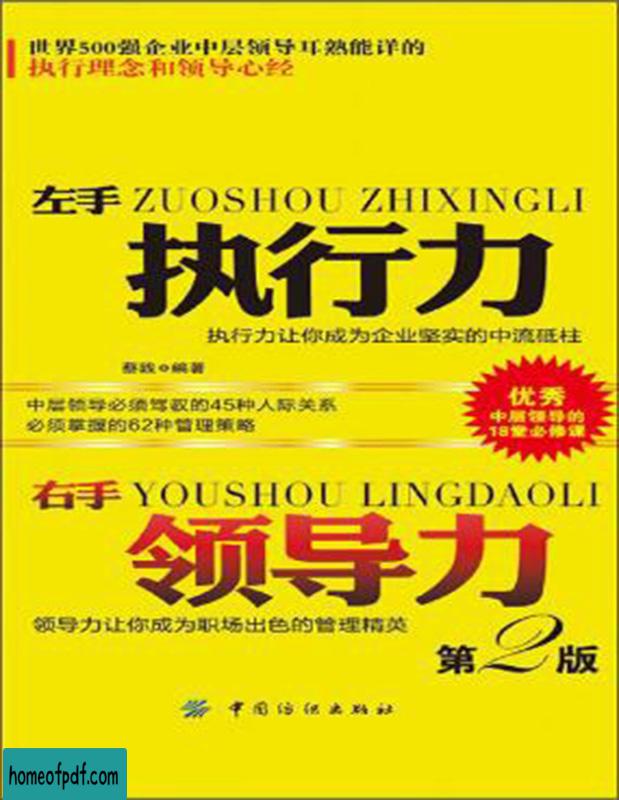 世界500强企业中层领导耳熟能详的
执行理念和领导心经
左手 ZUOSHOU ZHIXINGLI
执行力
执行力让你成为企业坚实的中流砥柱
蔡践 编著
中层领导必须驾驭的45种人际关系
必须掌握的62种管理策略
优秀
中层领导的
18堂必修课
右手 YOUSHOU LINGDAOLI
领导力
领导力让你成为职场出色的管理精英
第2版
中国纺织出版社
homeofpdf.com